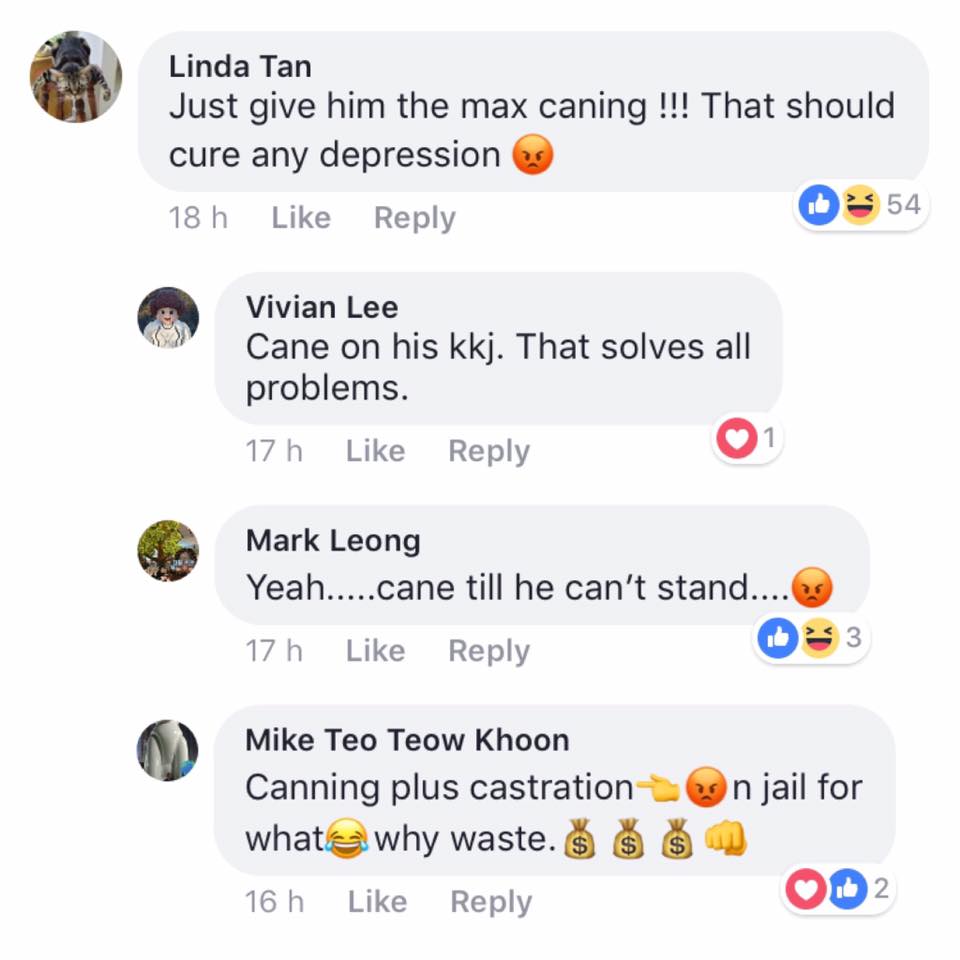 Linda Tan
Just give him the max caning !!! That should
cure any depression 😡
18 h Like Reply 54
Vivian Lee
Cane on his kkj. That solves all
problems.
17 h Like Reply 1
Mark Leong
Yeah.....cane till he can’t stand....😡
17 h Like Reply 3
Mike Teo Teow Khoon
Canning plus castration👈😡n jail for
what😂why waste.💰💰💰👊
16 h Like Reply 2